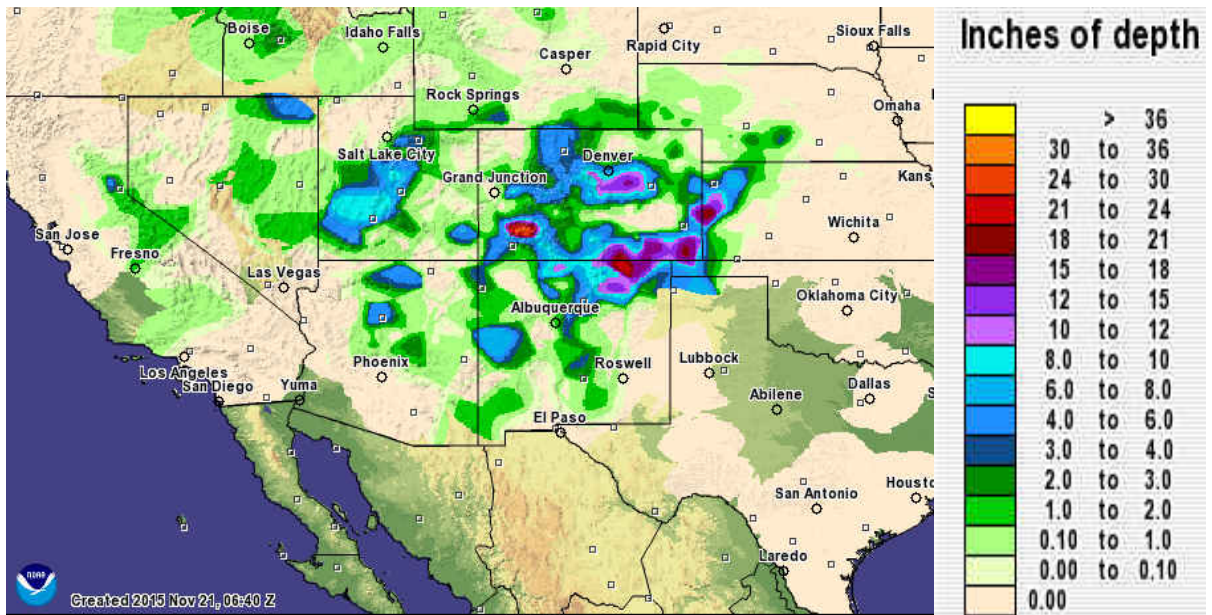 Boise
Idaho Falls
Casper
Rapid City
Sioux Falls
Rock Springs
Omaha
Salt Lake City
Denver
Grand Junction
Kans
Wichita
San Jose
Fresno
Las Vegas
Oklahoma City
Albuquerque
Phoenix
Roswell
Lubbock
Los Angeles
San Diego
Yuma
Abilene
Dallas
S
El Paso
San Antonio
Houste
Laredo
NOAA
Created 2015 Nov 21, 06:40 Z
Inches of depth
> 36
30 to 36
24 to 30
21 to 24
18 to 21
15 to 18
12 to 15
10 to 12
8.0 to 10
6.0 to 8.0
4.0 to 6.0
3.0 to 4.0
2.0 to 3.0
1.0 to 2.0
0.10 to 1.0
0.00 to 0.10
0.00